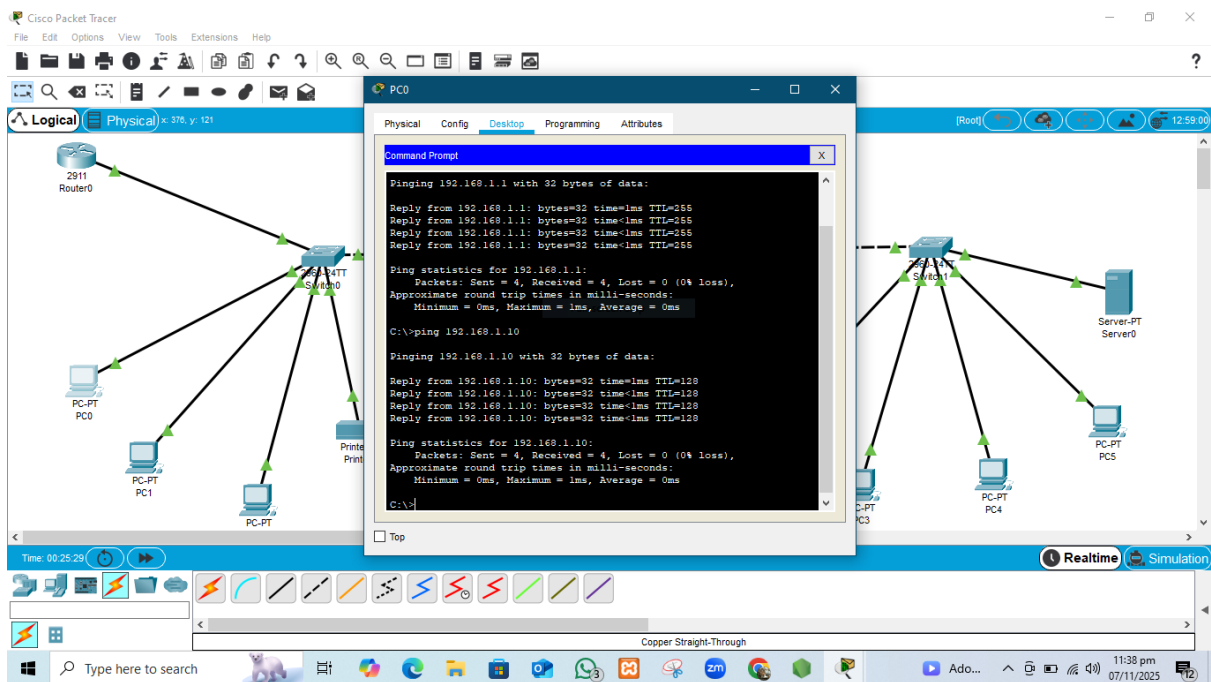 Cisco Packet Tracer
File Edit Options View Tools Extensions Help
?
PC0
Logical
Physical
x: 376, y: 121
[Root]
12:59:00
Physical Config Desktop Programming Attributes
Command Prompt
X
Pinging 192.168.1.1 with 32 bytes of data:
Reply from 192.168.1.1: bytes=32 time=1ms TTL=255
Reply from 192.168.1.1: bytes=32 time<1ms TTL=255
Reply from 192.168.1.1: bytes=32 time<1ms TTL=255
Reply from 192.168.1.1: bytes=32 time<1ms TTL=255
Ping statistics for 192.168.1.1:
Packets: Sent = 4, Received = 4, Lost = 0 (0% loss),
Approximate round trip times in milli-seconds:
Minimum = 0ms, Maximum = 1ms, Average = 0ms
C:\>ping 192.168.1.10
Pinging 192.168.1.10 with 32 bytes of data:
Reply from 192.168.1.10: bytes=32 time=1ms TTL=128
Reply from 192.168.1.10: bytes=32 time<1ms TTL=128
Reply from 192.168.1.10: bytes=32 time<1ms TTL=128
Reply from 192.168.1.10: bytes=32 time<1ms TTL=128
Ping statistics for 192.168.1.10:
Packets: Sent = 4, Received = 4, Lost = 0 (0% loss),
Approximate round trip times in milli-seconds:
Minimum = 0ms, Maximum = 1ms, Average = 0ms
C:\>
Top
2911
Router0
2960-24TT
Switch0
PC-PT
PC0
PC-PT
PC1
PC-PT
Printe
Print
2960-24TT
Switch1
Server-PT
Server0
PC-PT
PC5
PC-PT
PC4
C-PT
PC3
Time: 00:25:29
Realtime
Simulation
Copper Straight-Through
Type here to search
3
zm
Ado...
11:38 pm
07/11/2025
12